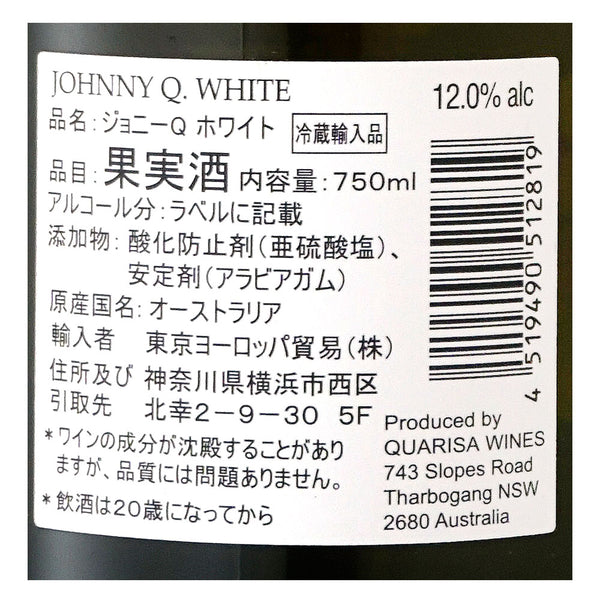 JOHNNY Q. WHITE
12.0% alc
品名：ジョニーQ ホワイト
冷蔵輸入品
品目：果実酒 内容量：750ml
アルコール分：ラベルに記載
添加物：酸化防止剤（亜硫酸塩）、
安定剤（アラビアガム）
原産国名：オーストラリア
輸入者 東京ヨーロッパ貿易（株）
住所及び 神奈川県横浜市西区
引取先 北幸2－9－30 5F
＊ワインの成分が沈殿することがあり
ますが、品質には問題ありません。
＊飲酒は20歳になってから
4 519490 512819
Produced by
QUARISA WINES
743 Slopes Road
Tharbogang NSW
2680 Australia